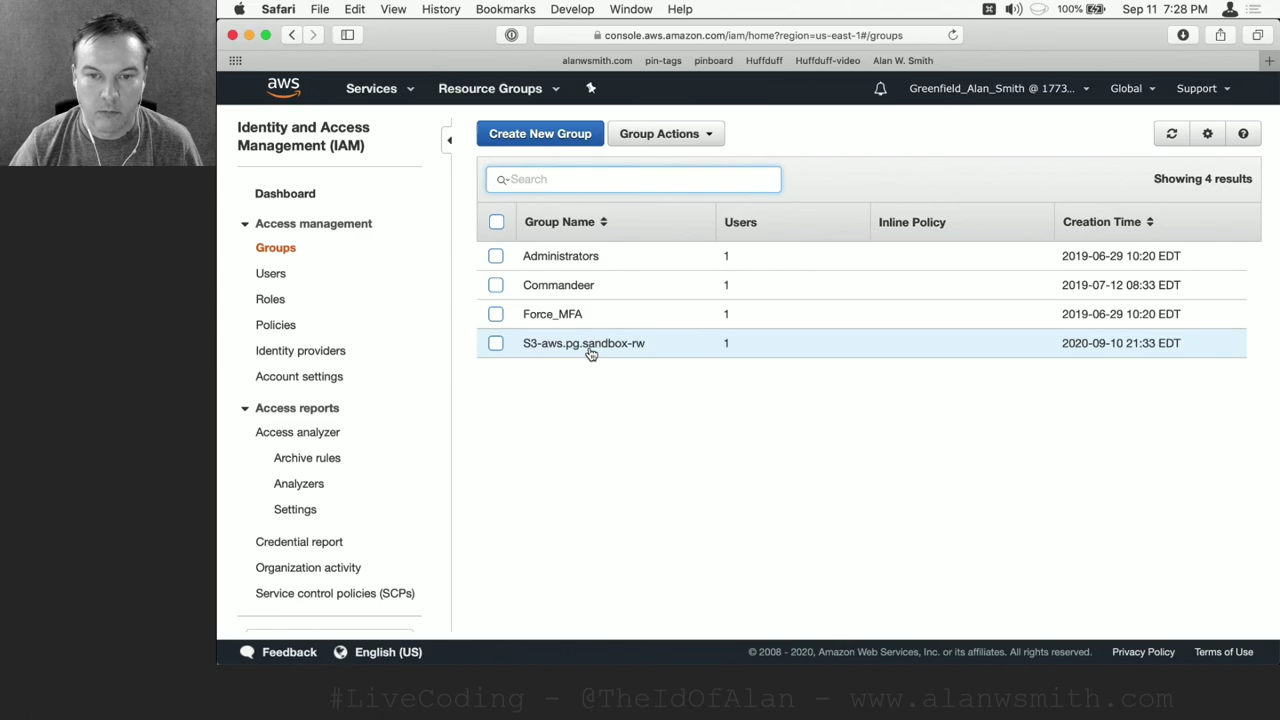 Safari File Edit View History Bookmarks Develop Window Help 100% Sep 11 7:28 PM
console.aws.amazon.com/iam/home?region=us-east-1#/groups
alanwsmith.com pin-tags pinboard Huffduff Huffduff-video Alan W. Smith
aws Services Resource Groups Greenfield_Alan_Smith @ 1773... Global Support
Identity and Access
Management (IAM)
Dashboard
Access management
Groups
Users
Roles
Policies
Identity providers
Account settings
Access reports
Access analyzer
Archive rules
Analyzers
Settings
Credential report
Organization activity
Service control policies (SCPs)
Create New Group Group Actions
Search Showing 4 results
Group Name Users Inline Policy Creation Time
Administrators 1 2019-06-29 10:20 EDT
Commandeer 1 2019-07-12 08:33 EDT
Force_MFA 1 2019-06-29 10:20 EDT
S3-aws.pg.sandbox-rw 1 2020-09-10 21:33 EDT
Feedback English (US) © 2008 - 2020, Amazon Web Services, Inc. or its affiliates. All rights reserved. Privacy Policy Terms of Use
#LiveCoding - @TheIdOfAlan - www.alanwsmith.com